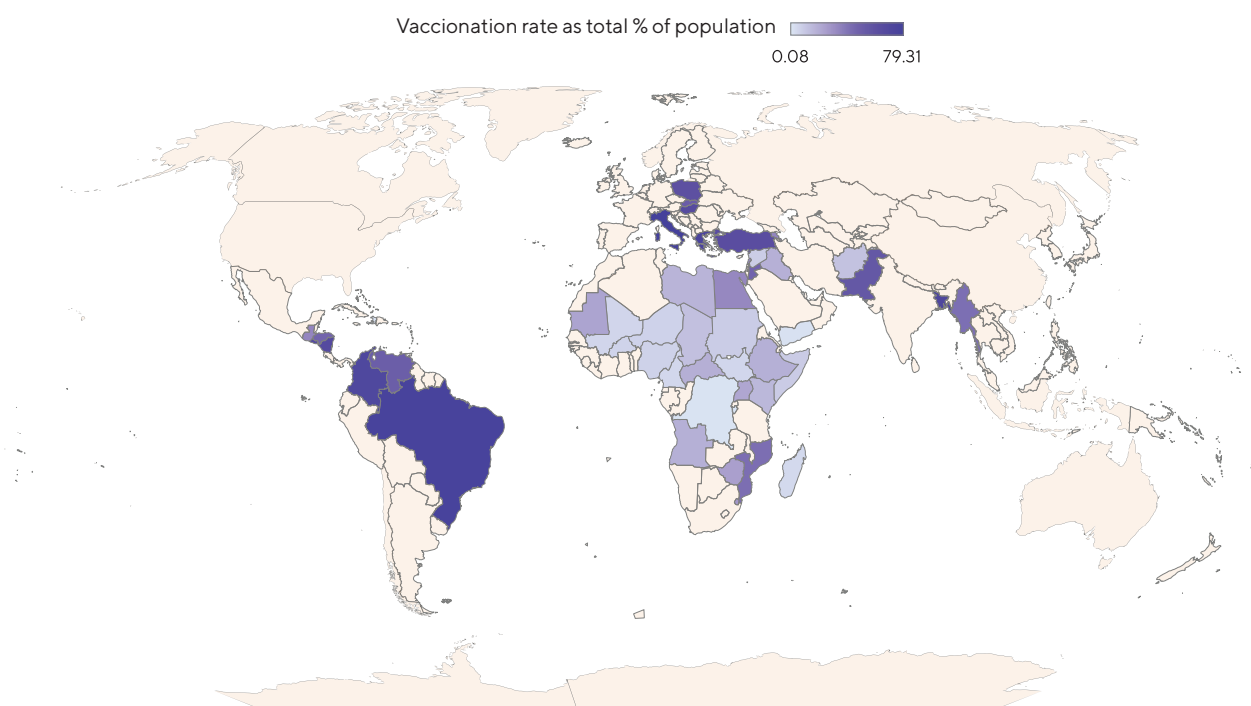 Vaccionation rate as total % of population
0.08 79.31